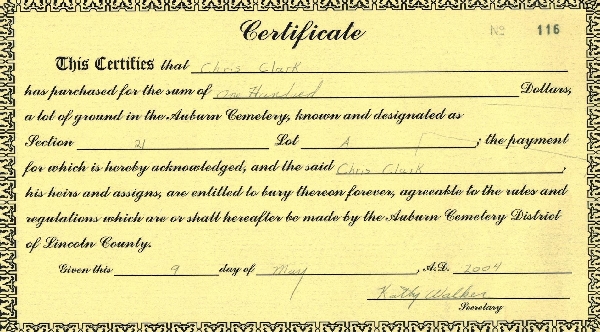 Certificate
No 116
This Certifies that Chris Clark
has purchased for the sum of One Hundred Dollars,
a lot of ground in the Auburn Cemetery, known and designated as
Section 21 Lot A ; the payment
for which is hereby acknowledged, and the said Chris Clark,
his heirs and assigns, are entitled to bury thereon forever, agreeable to the rules and
regulations which are or shall hereafter be made by the Auburn Cemetery District
of Lincoln County.
Given this 9 day of May, A.D. 2004
Kathy Walker
Secretary